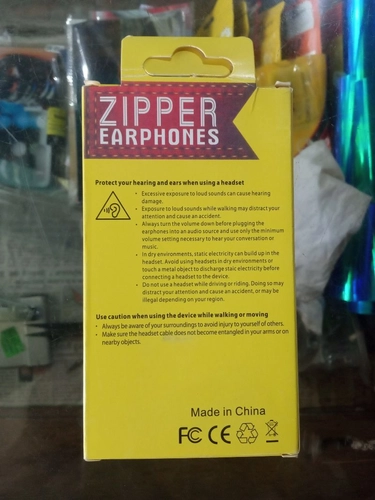 ZIPPER
EARPHONES
Protect your hearing and ears when using a headset
• Excessive exposure to loud sounds can cause hearing
damage.
• Exposure to loud sounds while walking may distract your
attention and cause an accident.
• Always turn the volume down before plugging the
earphones into an audio source and use only the minimum
volume setting necessary to hear your conversation or
music.
• In dry environments, static electricity can build up in the
headset. Avoid using headsets in dry environments or
touch a metal object to discharge static electricity before
connecting a headset to the device.
• Do not use a headset while driving or riding. Doing so may
distract your attention and cause an accident, or may be
illegal depending on your region.
Use caution when using the device while walking or moving
• Always be aware of your surroundings to avoid injury to yourself of others.
• Make sure the headset cable does not become entangled in your arms or on
nearby objects.
Made in China
FC CE